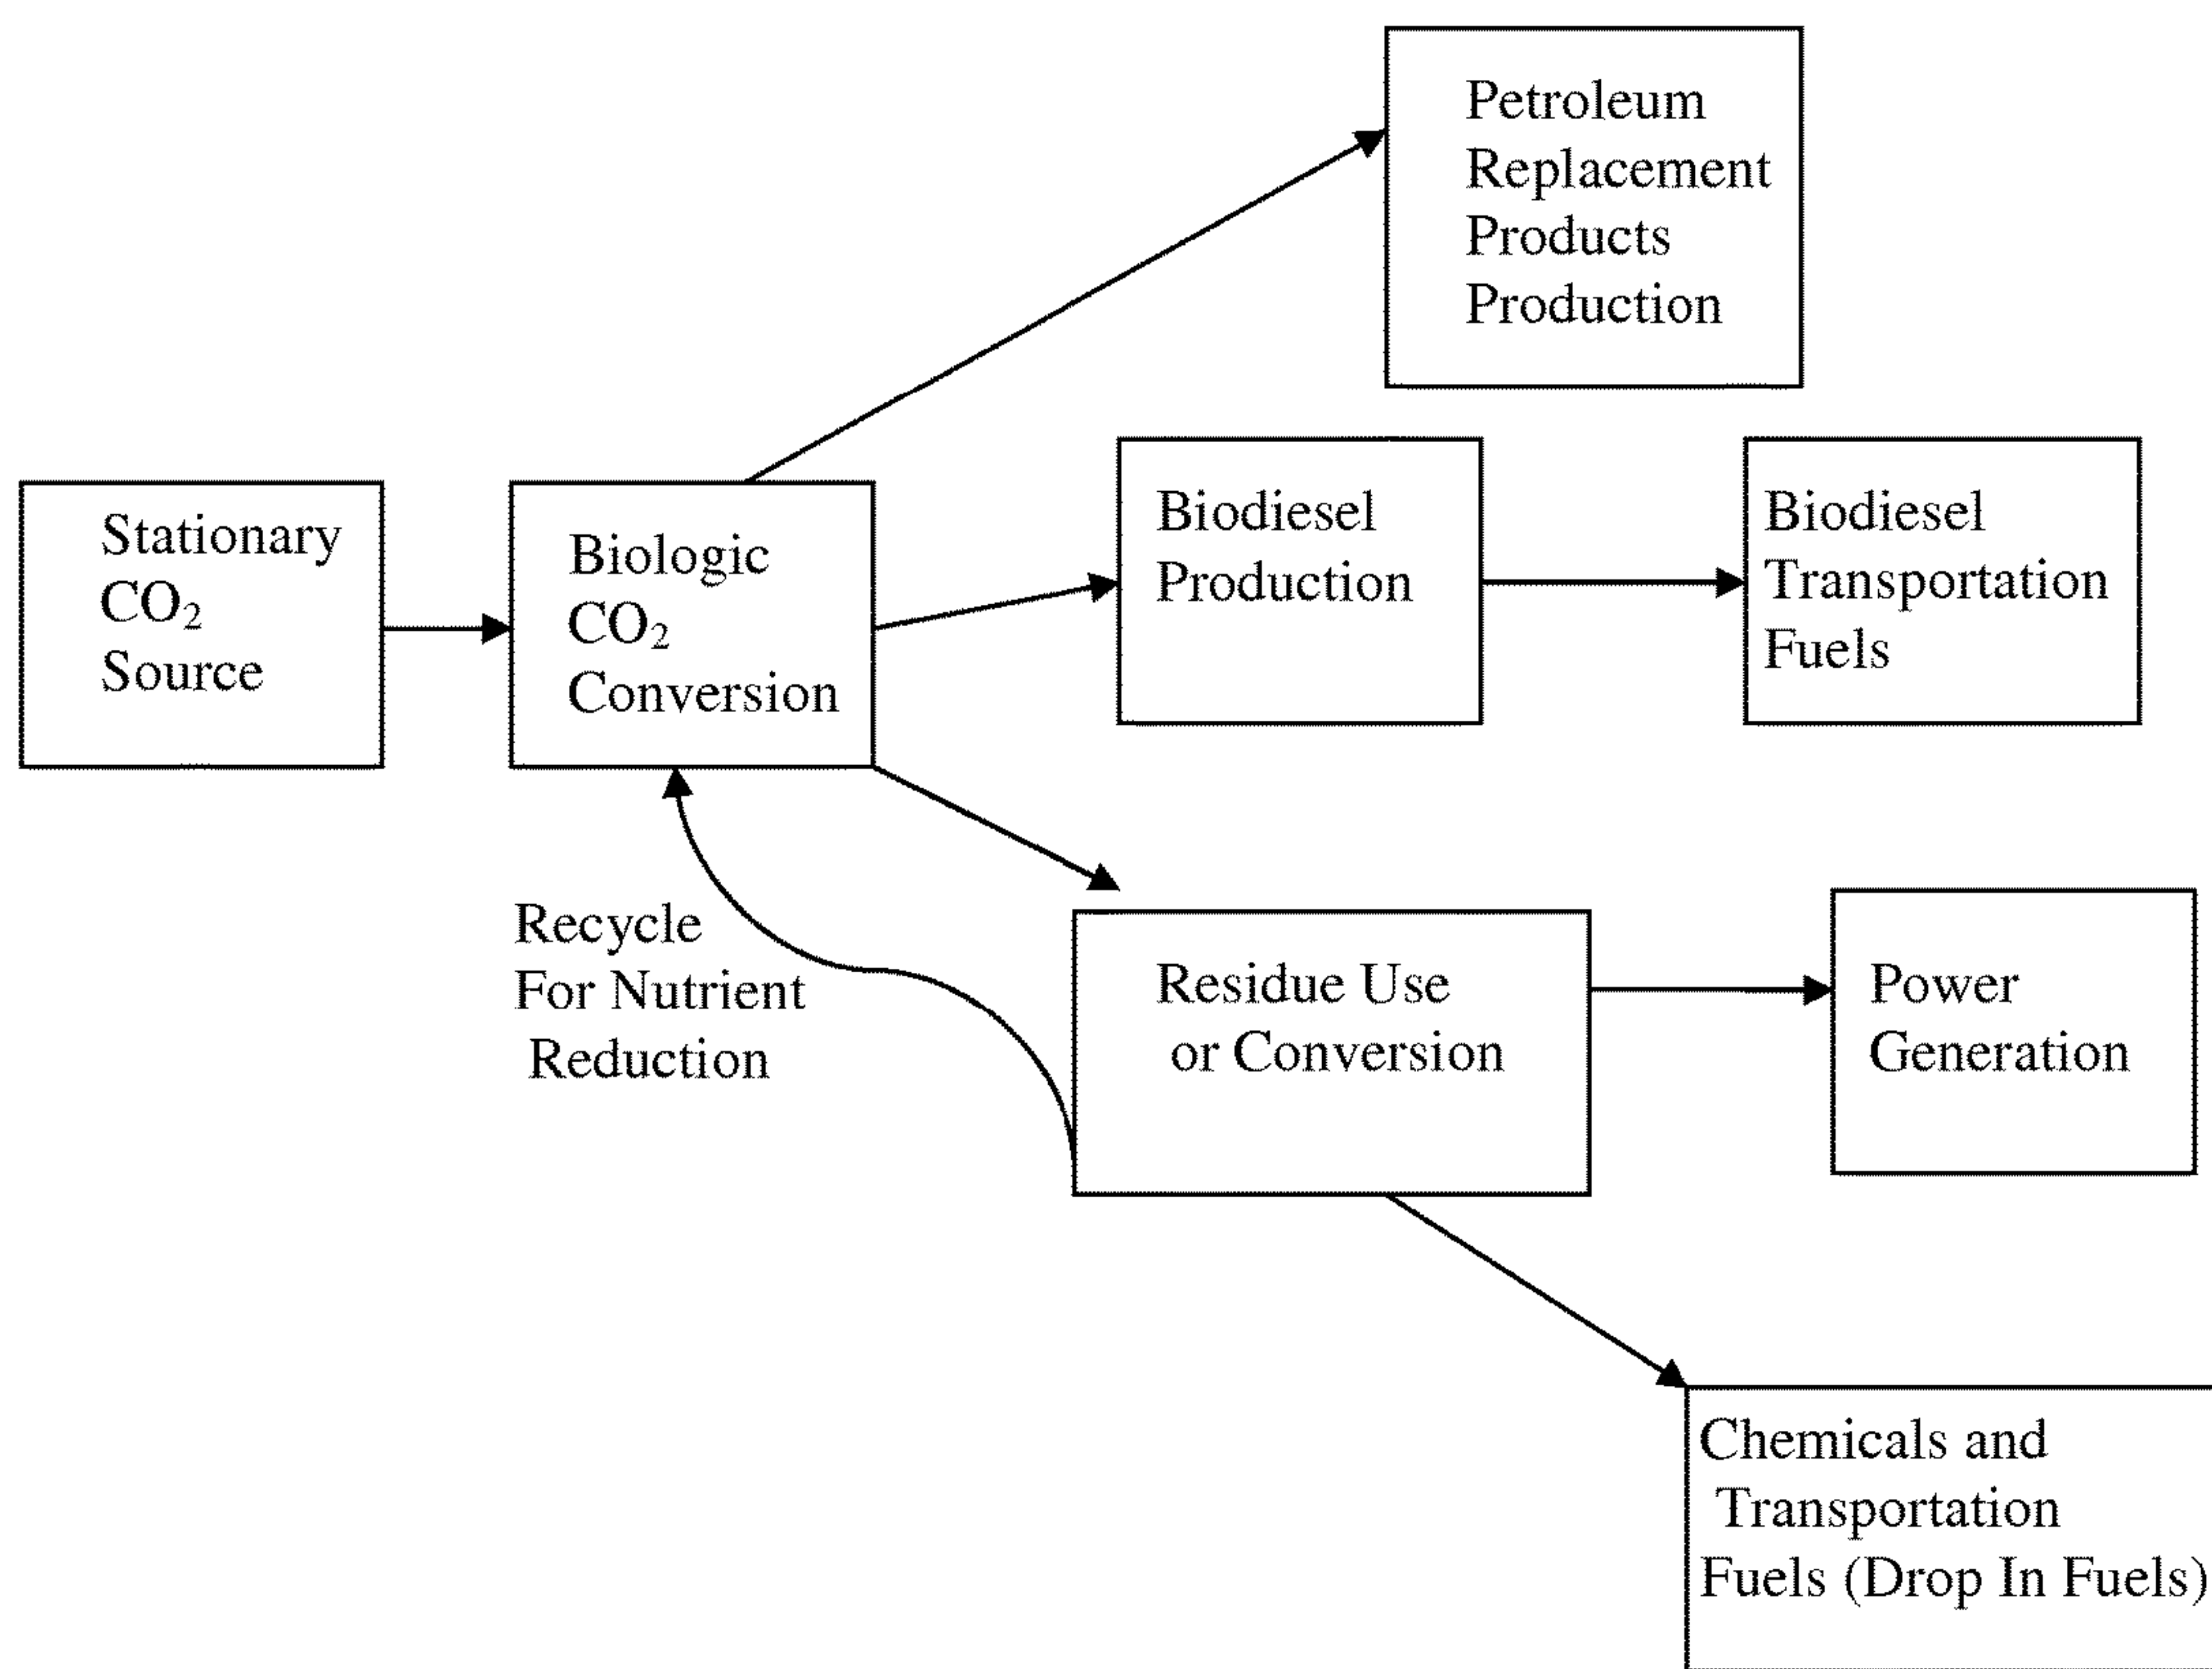 Petroleum
Replacement
Products
Production
Stationary
CO₂
Source
Biologic
CO₂
Conversion
Biodiesel
Production
Biodiesel
Transportation
Fuels
Recycle
For Nutrient
Reduction
Residue Use
or Conversion
Power
Generation
Chemicals and
Transportation
Fuels (Drop In Fuels)